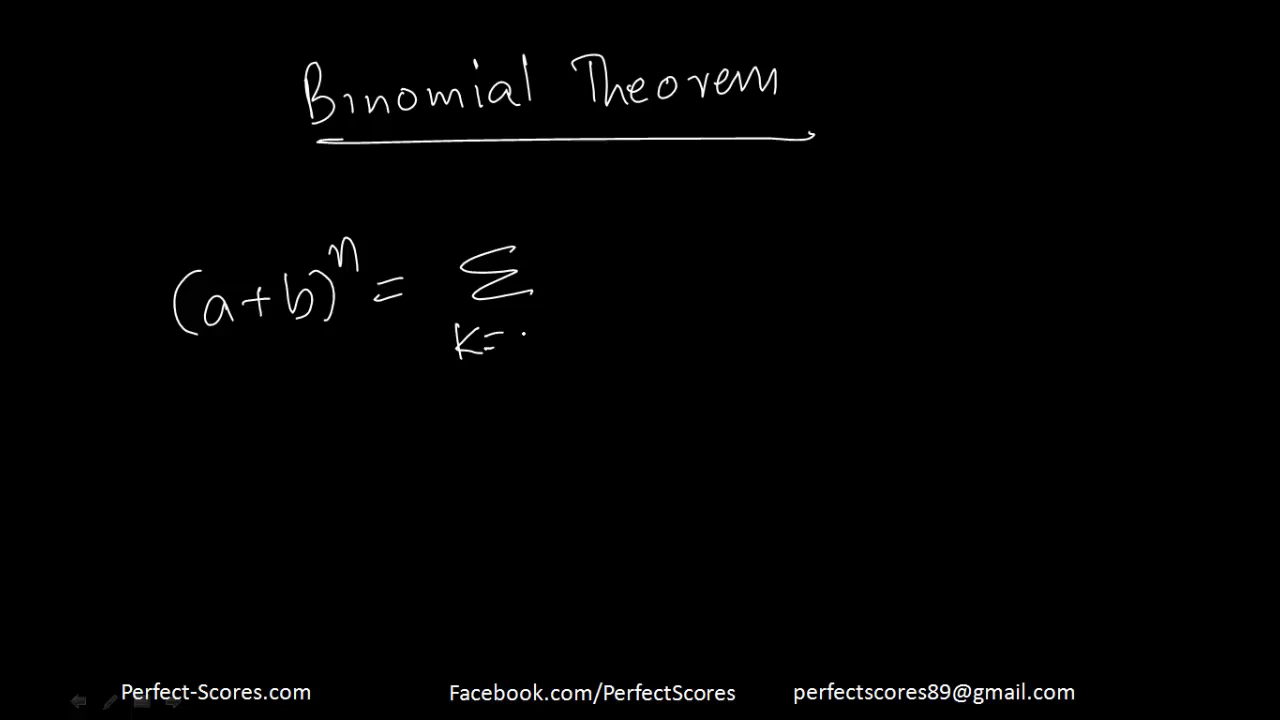 Binomial Theorem
(a+b)^n = Σ
K= .
Perfect-Scores.com Facebook.com/PerfectScores perfectscores89@gmail.com